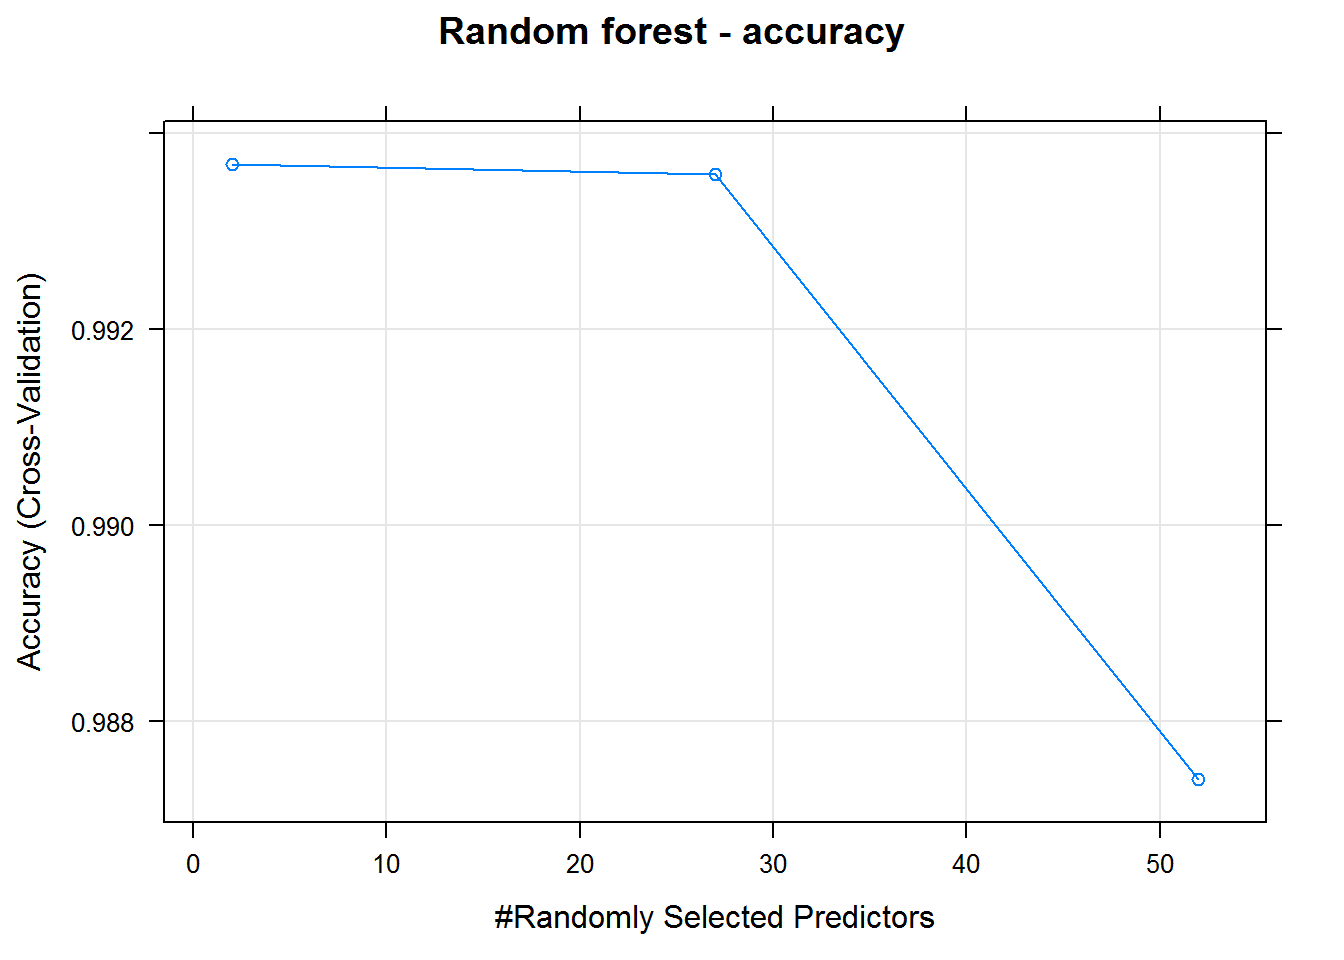 Random forest - accuracy
Accuracy (Cross-Validation)
0.992
0.990
0.988
0 10 20 30 40 50
#Randomly Selected Predictors